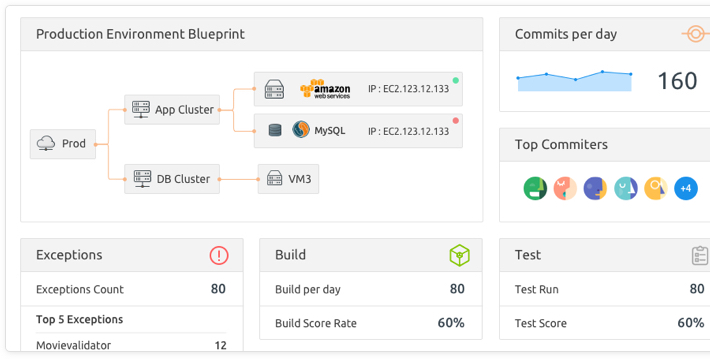 Production Environment Blueprint
Prod
App Cluster
amazon
web services
IP : EC2.123.12.133
MySQL
IP : EC2.123.12.133
DB Cluster
VM3
Commits per day
160
Top Commiters
+4
Exceptions
Exceptions Count 80
Top 5 Exceptions
Movievalidator 12
Build
Build per day 80
Build Score Rate 60%
Test
Test Run 80
Test Score 60%